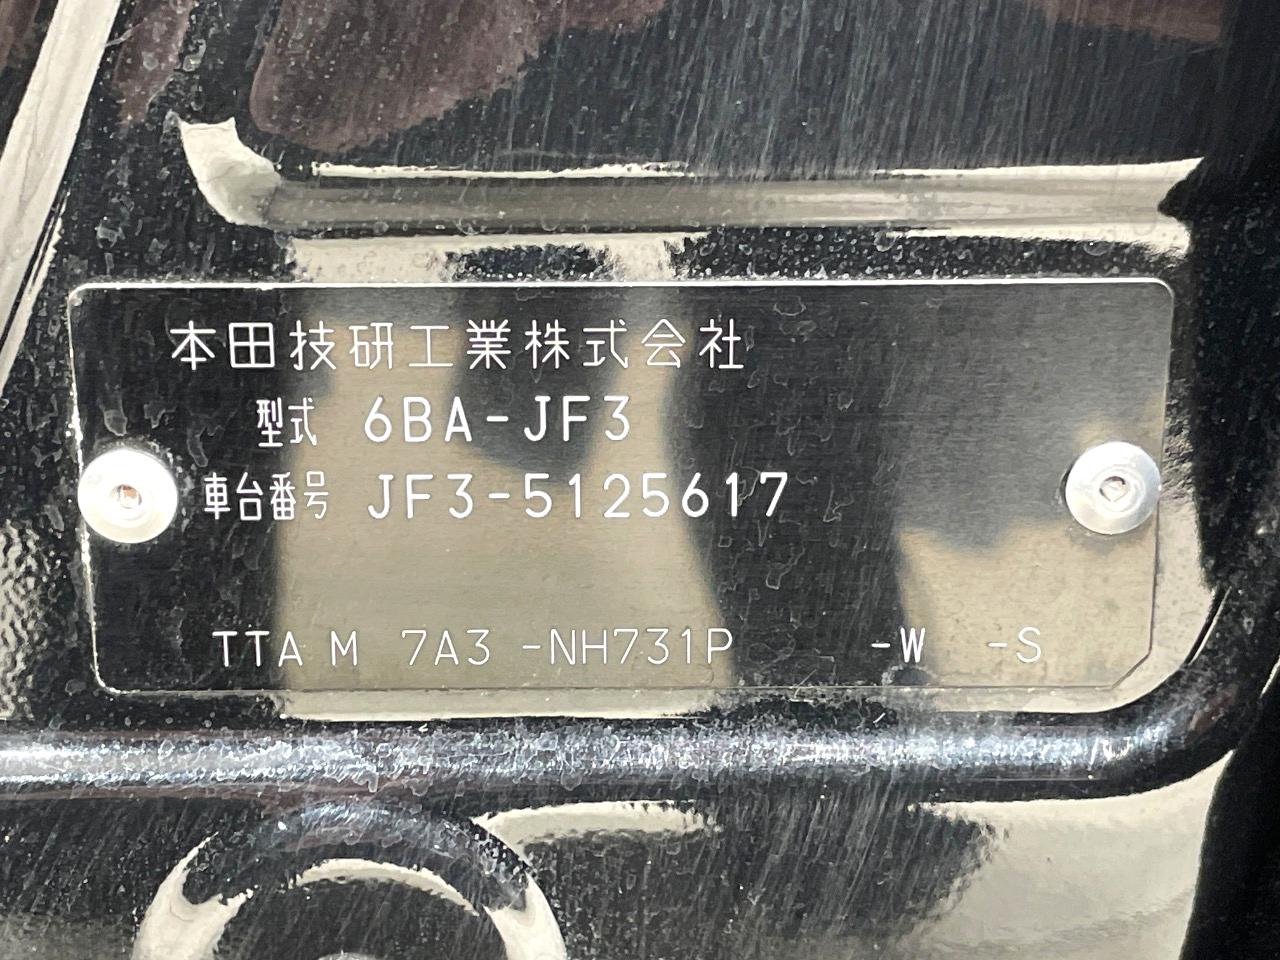 本田技研工業株式会社
型式 6BA-JF3
車台番号 JF3-5125617
TTA M 7A3 -NH731P -W -S